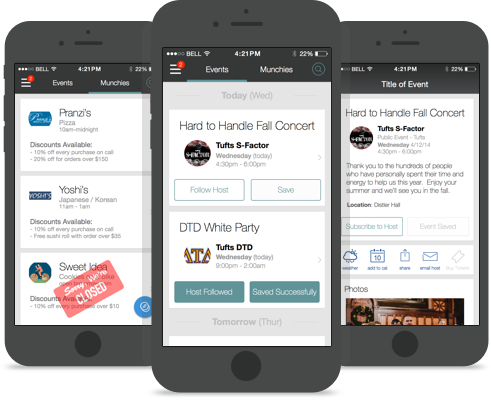 BELL 4:21PM 22%
2
Events Munchies
Pranzi's
Pizza
10am-midnight
Discounts Available:
- 10% off every purchase on call
- 20% off for orders over $150
YOSHI'S
Yoshi's
Japanese / Korean
11am - 1am
Discounts Available:
- 10% off every purchase on call
- Free sushi roll with order over $35
Sweet Idea
Cookies
CLOSED
- 10% off every purchase over $10
BELL 4:21PM 22%
2
Events Munchies
Today (Wed)
Hard to Handle Fall Concert
S-FACTOR
Tufts S-Factor
Wednesday (today)
4:30pm - 6:00pm
Follow Host Save
DTD White Party
ΔΤΔ
Tufts DTD
Wednesday (today)
9:00pm - 2:00am
Host Followed Saved Successfully
Tomorrow (Thur)
BELL 4:21PM 22%
Title of Event
Hard to Handle Fall Concert
S-FACTOR
Tufts S-Factor
Public Event - Tufts
Wednesday 4/12/14
4:30pm - 6:00pm
Thank you to the hundreds of people
who have personally spent their time and
energy to help us this year. Enjoy your
summer and we'll see you in the fall.
Location: Distler Hall
Subscribe to Host Event Saved
10
weather add to cal share email host Buy Tickets
Photos